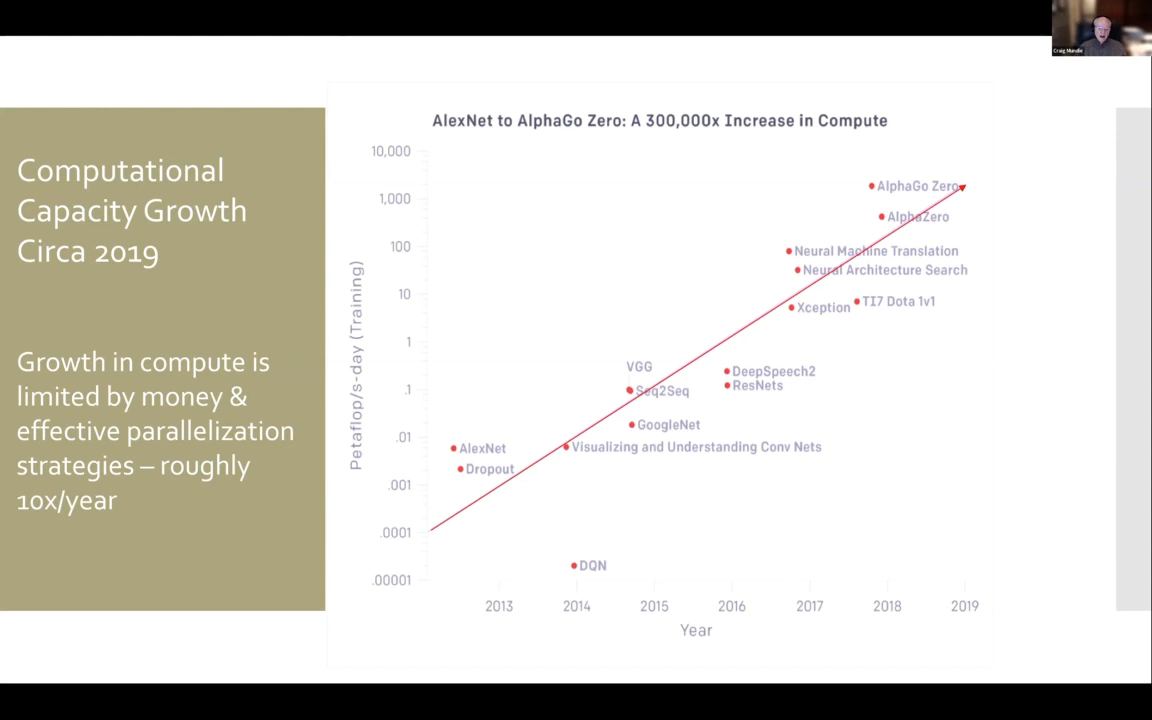 Craig Mundie
Computational
Capacity Growth
Circa 2019
Growth in compute is
limited by money &
effective parallelization
strategies – roughly
10x/year
AlexNet to AlphaGo Zero: A 300,000x Increase in Compute
Petaflop/s-day (Training)
10,000
1,000
100
10
1
.1
.01
.001
.0001
.00001
AlphaGo Zero
AlphaZero
Neural Machine Translation
Neural Architecture Search
TI7 Dota 1v1
Xception
VGG
DeepSpeech2
ResNets
Seq2Seq
GoogleNet
Visualizing and Understanding Conv Nets
AlexNet
Dropout
DQN
2013 2014 2015 2016 2017 2018 2019
Year